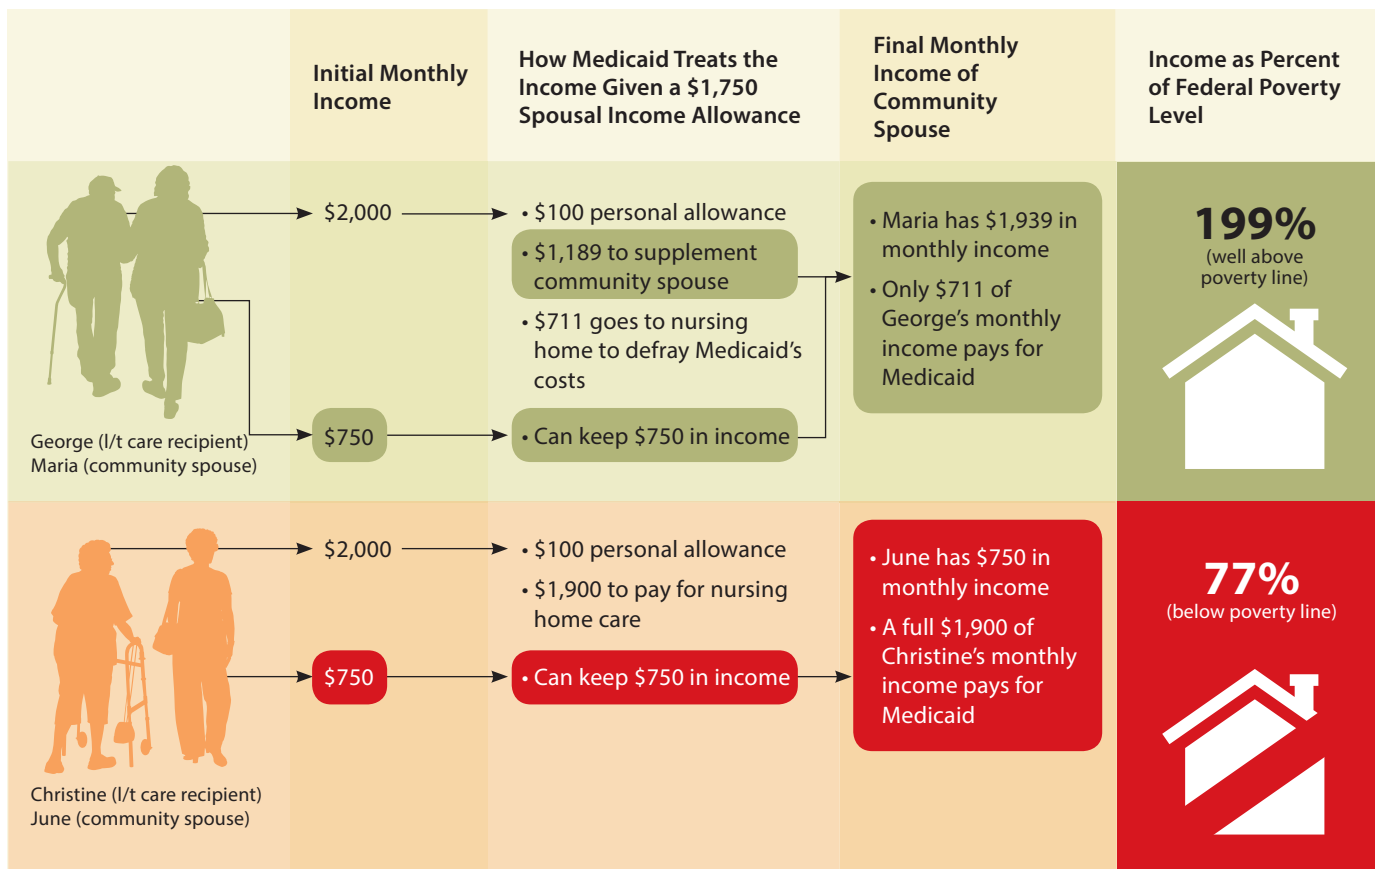 Initial Monthly
Income
How Medicaid Treats the
Income Given a $1,750
Spousal Income Allowance
Final Monthly
Income of
Community
Spouse
Income as Percent
of Federal Poverty
Level
George (l/t care recipient)
Maria (community spouse)
$2,000
$750
• $100 personal allowance
• $1,189 to supplement
community spouse
• $711 goes to nursing
home to defray Medicaid’s
costs
• Can keep $750 in income
• Maria has $1,939 in
monthly income
• Only $711 of
George’s monthly
income pays for
Medicaid
199%
(well above
poverty line)
Christine (l/t care recipient)
June (community spouse)
$2,000
$750
• $100 personal allowance
• $1,900 to pay for nursing
home care
• Can keep $750 in income
• June has $750 in
monthly income
• A full $1,900 of
Christine’s monthly
income pays for
Medicaid
77%
(below poverty line)